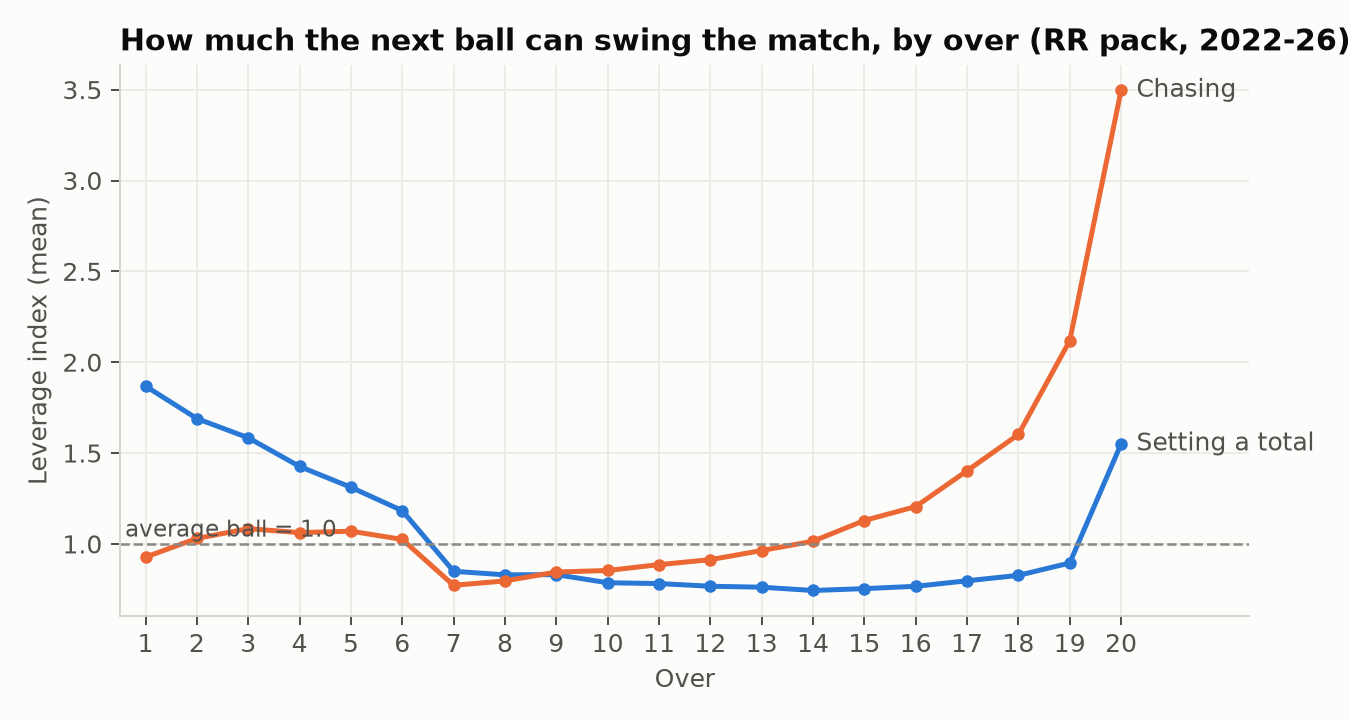 How much the next ball can swing the match, by over (RR pack, 2022-26)
Leverage index (mean)
3.5
3.0
2.5
2.0
1.5
1.0
Chasing
Setting a total
average ball = 1.0
1 2 3 4 5 6 7 8 9 10 11 12 13 14 15 16 17 18 19 20
Over